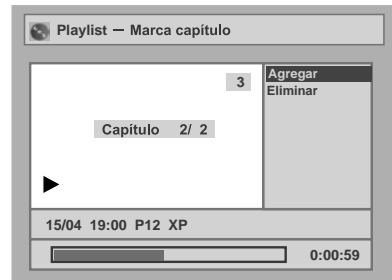 Playlist – Marca capítulo
3
Agregar
Eliminar
Capítulo 2/ 2
15/04 19:00 P12 XP
0:00:59